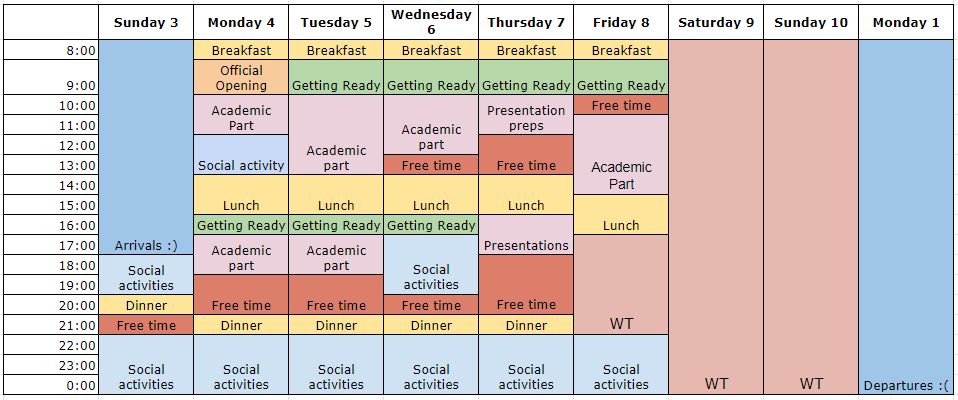 Sunday 3 Monday 4 Tuesday 5 Wednesday 6 Thursday 7 Friday 8 Saturday 9 Sunday 10 Monday 1
8:00 Breakfast Breakfast Breakfast Breakfast Breakfast
9:00 Official Opening Getting Ready Getting Ready Getting Ready Getting Ready
10:00 Free time
11:00 Academic Part Presentation preps
12:00 Academic part
13:00 Social activity Academic part Free time Free time
14:00 Academic Part
15:00 Lunch Lunch Lunch Lunch
16:00 Getting Ready Getting Ready Getting Ready Lunch
17:00 Arrivals :) Presentations
18:00 Academic part Academic part
19:00 Social activities Social activities
20:00 Dinner Free time Free time Free time Free time
21:00 Free time Dinner Dinner Dinner Dinner WT
22:00
23:00
0:00 Social activities Social activities Social activities Social activities Social activities Social activities WT WT Departures :(